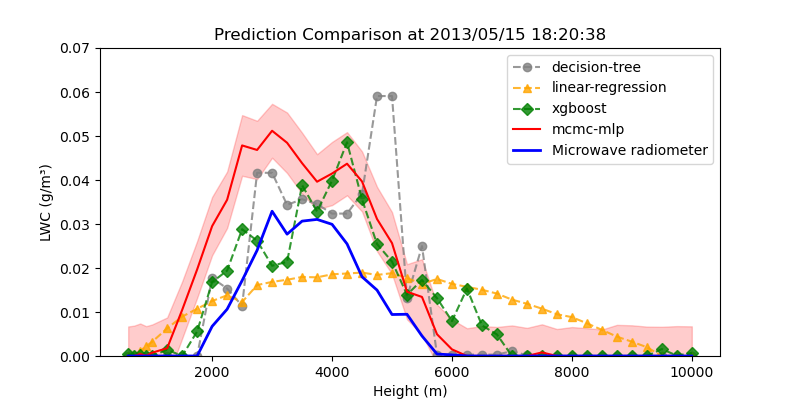 Prediction Comparison at 2013/05/15 18:20:38
0.07
0.06
0.05
0.04
0.03
0.02
0.01
0.00
LWC (g/m³)
decision-tree
linear-regression
xgboost
mcmc-mlp
Microwave radiometer
2000
4000
6000
8000
10000
Height (m)